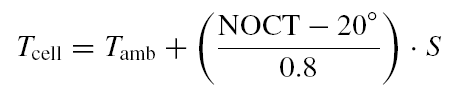 T_cell = T_amb + ( (NOCT − 20°) / 0.8 ) · S